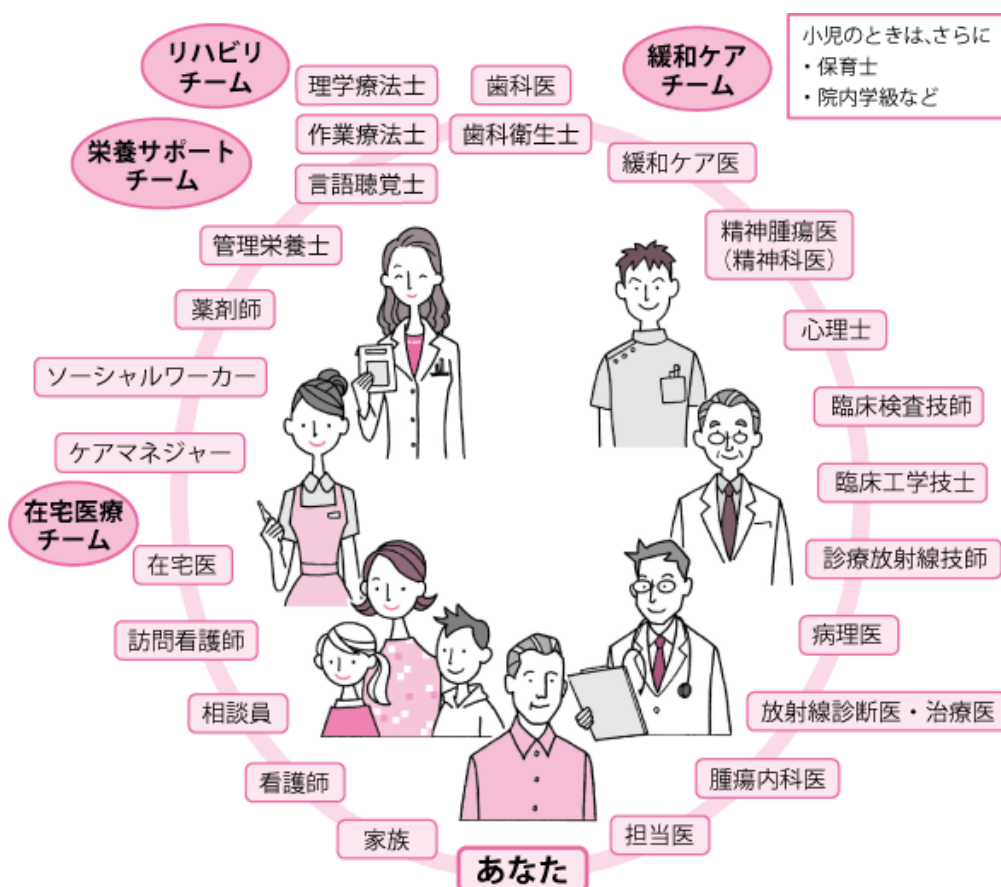 リハビリ
チーム
理学療法士
歯科医
緩和ケア
チーム
小児のときは、さらに
・保育士
・院内学級など
栄養サポート
チーム
作業療法士
歯科衛生士
言語聴覚士
緩和ケア医
管理栄養士
精神腫瘍医
（精神科医）
薬剤師
心理士
ソーシャルワーカー
臨床検査技師
ケアマネジャー
臨床工学技士
在宅医療
チーム
在宅医
診療放射線技師
訪問看護師
病理医
相談員
放射線診断医・治療医
看護師
腫瘍内科医
家族
担当医
あなた